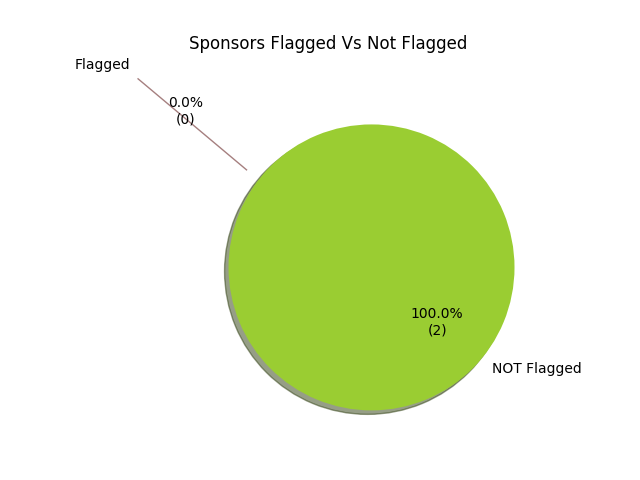 Sponsors Flagged Vs Not Flagged
Flagged
0.0%
(0)
100.0%
(2)
NOT Flagged